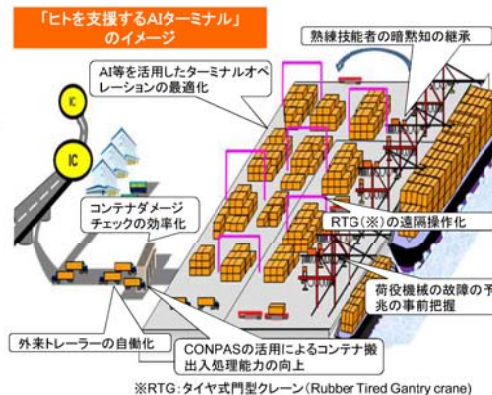 「ヒトを支援するAIターミナル」
のイメージ
熟練技能者の暗黙知の継承
AI等を活用したターミナルオペ
レーションの最適化
IC
IC
コンテナダメージ
チェックの効率化
RTG(※)の遠隔操作化
荷役機械の故障の予
兆の事前把握
外来トレーラーの自働化
CONPASの活用によるコンテナ搬
出入処理能力の向上
※RTG:タイヤ式門型クレーン(Rubber Tired Gantry crane)